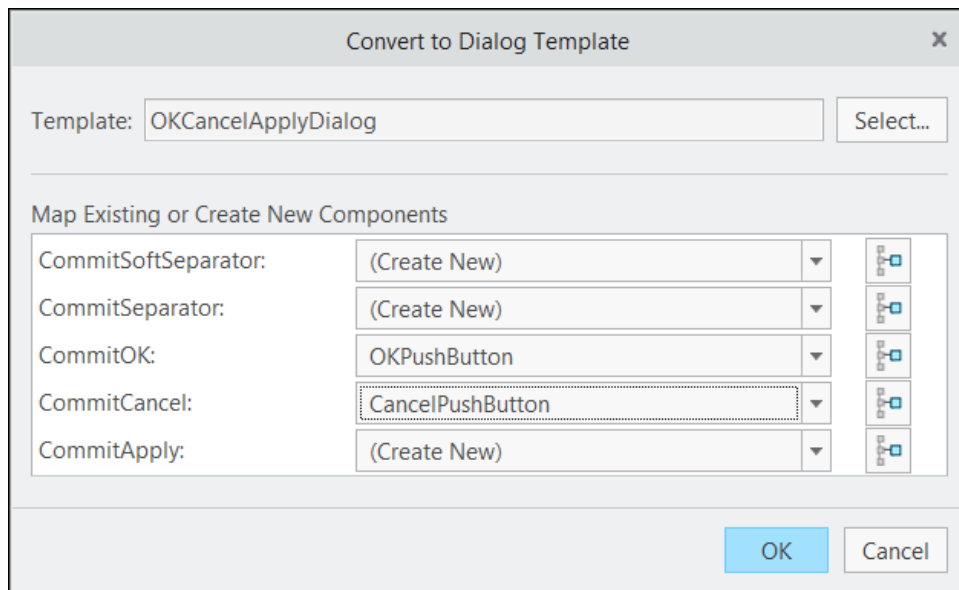 Convert to Dialog Template
Template: OKCancelApplyDialog Select...
Map Existing or Create New Components
CommitSoftSeparator: (Create New)
CommitSeparator: (Create New)
CommitOK: OKPushButton
CommitCancel: CancelPushButton
CommitApply: (Create New)
OK Cancel